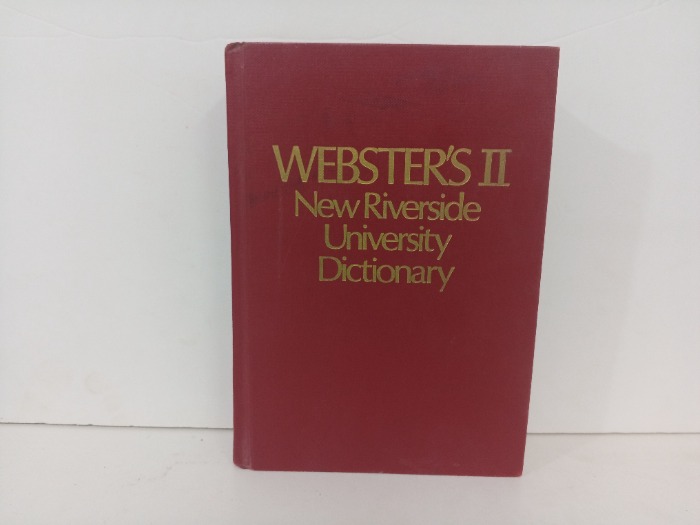 WEBSTER'S II
New Riverside
University
Dictionary